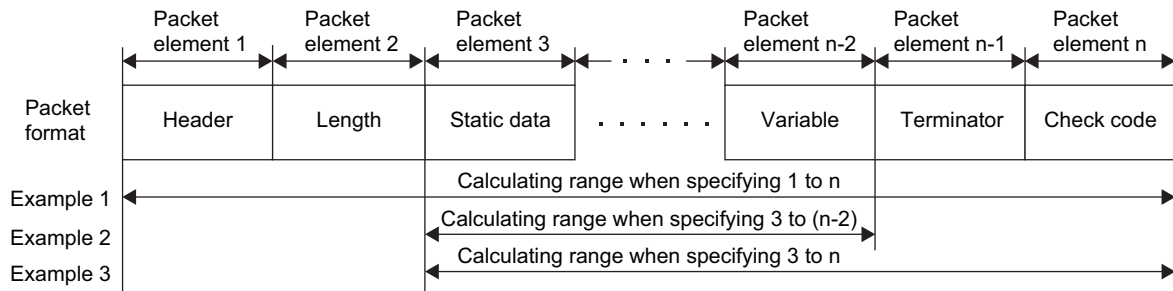 Packet element 1 Packet element 2 Packet element 3 Packet element n-2 Packet element n-1 Packet element n
Packet format Header Length Static data . . . . . . Variable Terminator Check code
Example 1 Calculating range when specifying 1 to n
Example 2 Calculating range when specifying 3 to (n-2)
Example 3 Calculating range when specifying 3 to n